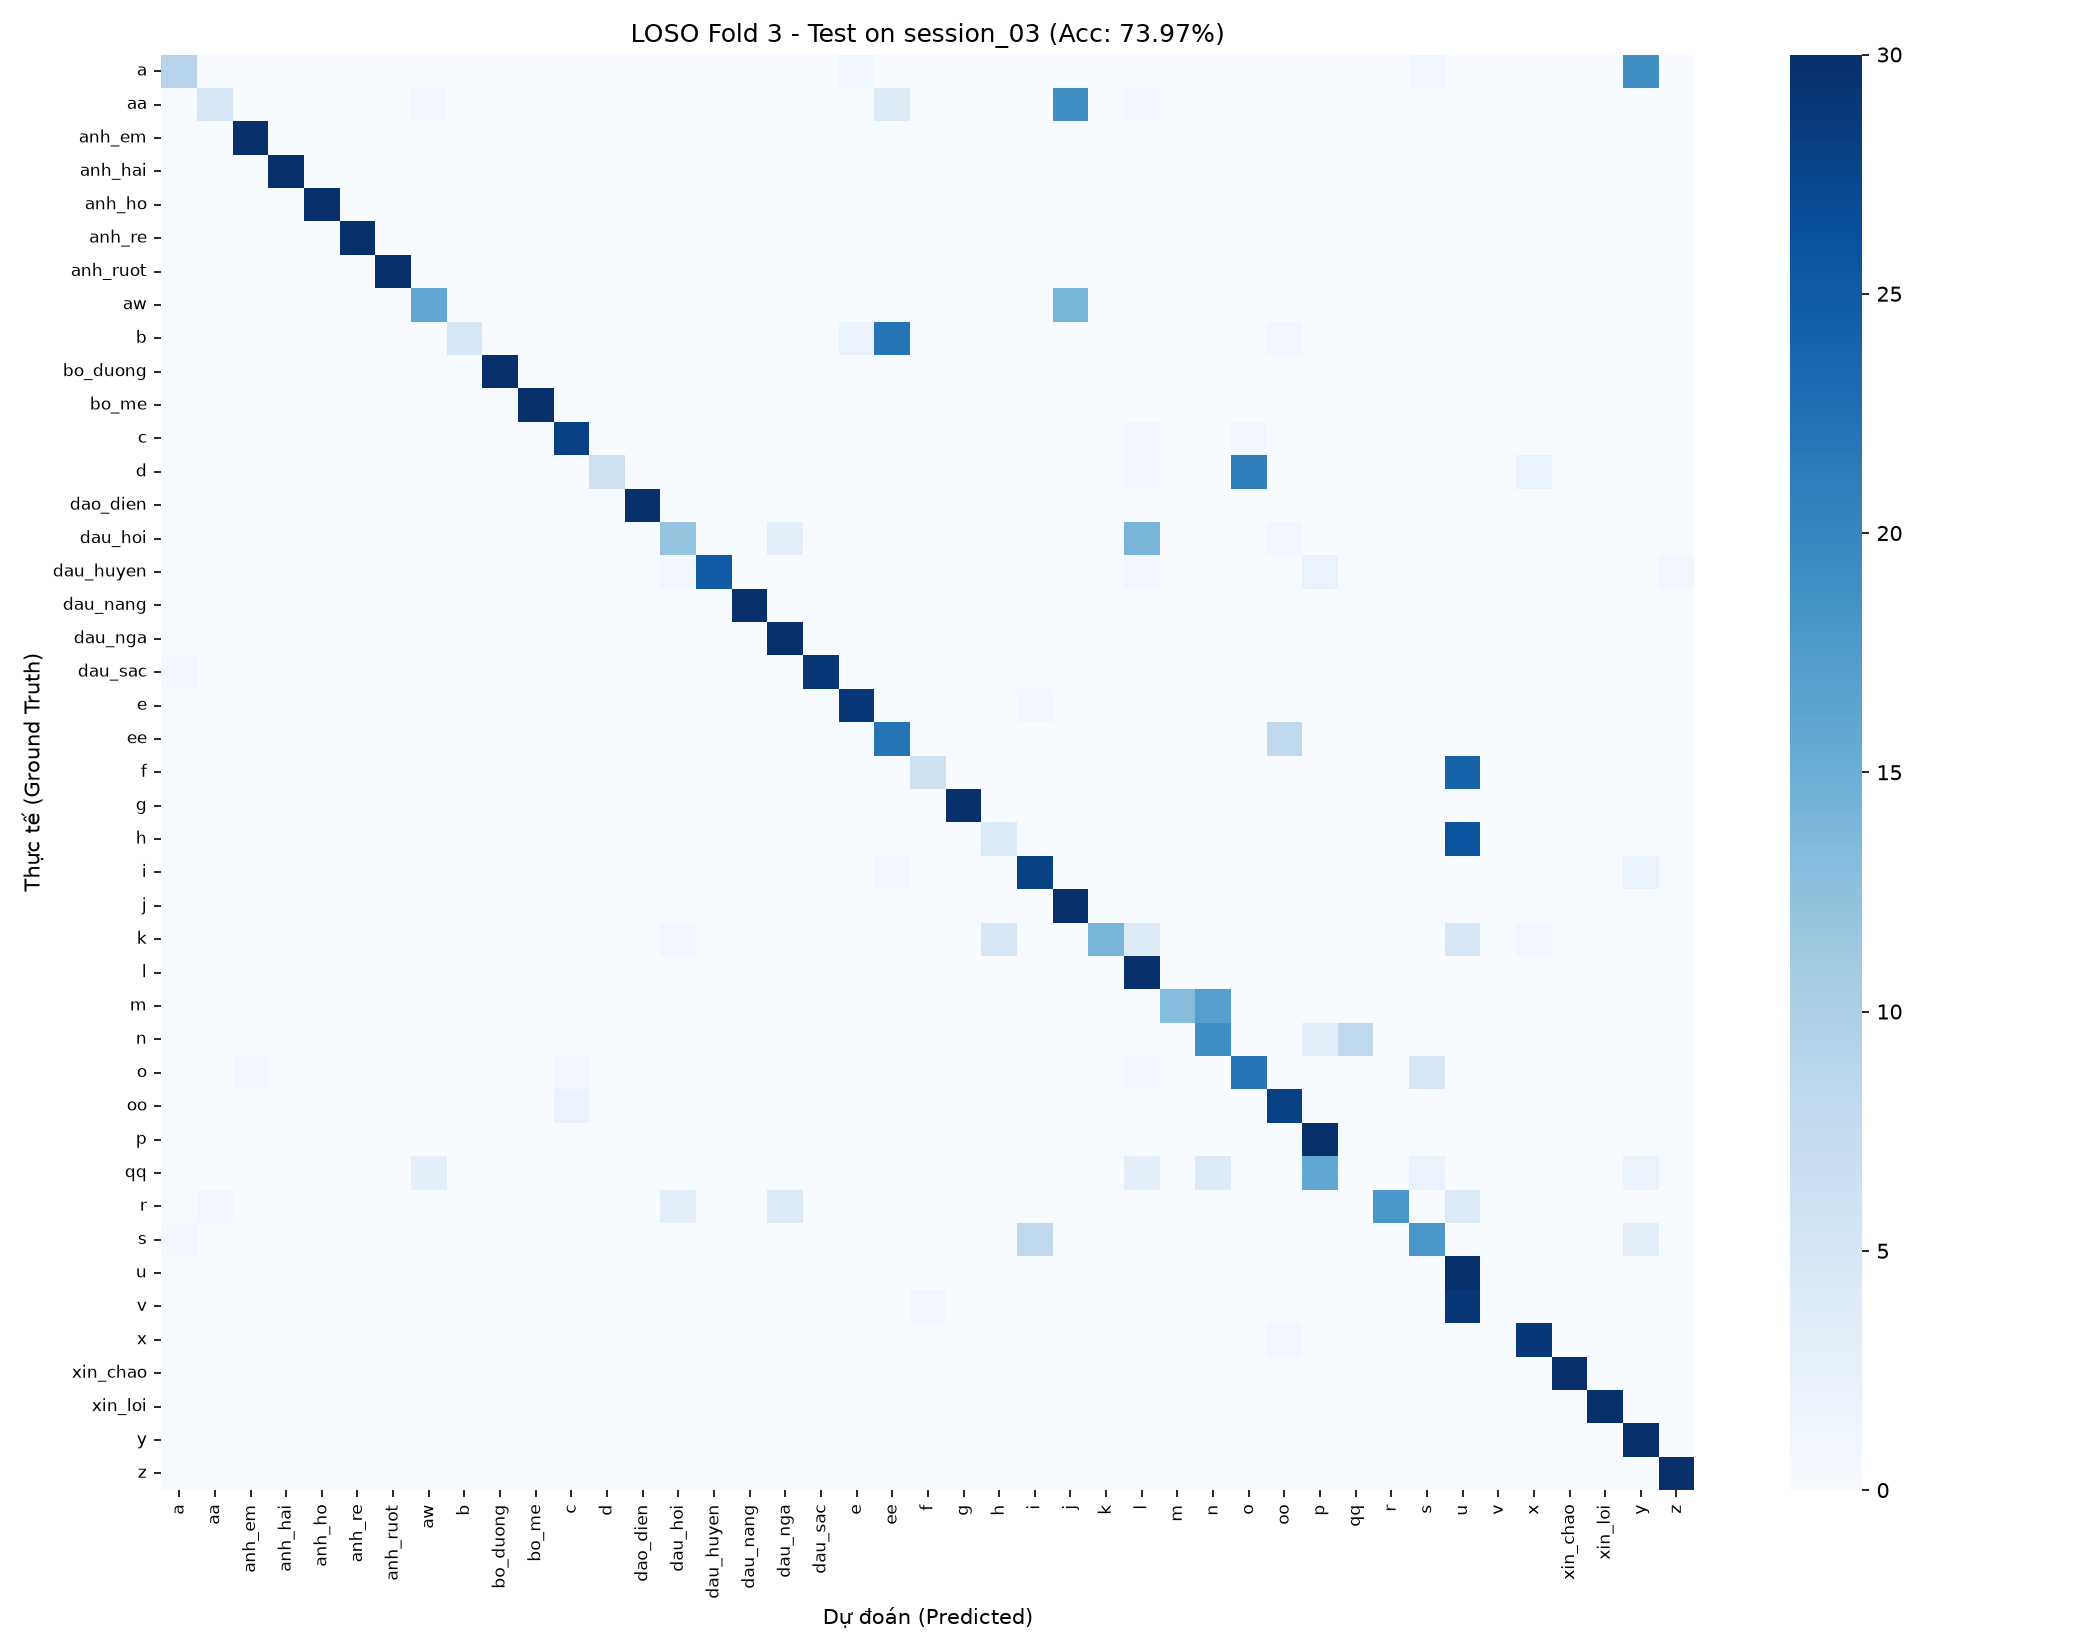 LOSO Fold 3 - Test on session_03 (Acc: 73.97%)
Thực tế (Ground Truth)
a
aa
anh_em
anh_hai
anh_ho
anh_re
anh_ruot
aw
b
bo_duong
bo_me
c
d
dao_dien
dau_hoi
dau_huyen
dau_nang
dau_nga
dau_sac
e
ee
f
g
h
i
j
k
l
m
n
o
oo
p
qq
r
s
u
v
x
xin_chao
xin_loi
y
z
a
aa
anh_em
anh_hai
anh_ho
anh_re
anh_ruot
aw
b
bo_duong
bo_me
c
d
dao_dien
dau_hoi
dau_huyen
dau_nang
dau_nga
dau_sac
e
ee
f
g
h
i
j
k
l
m
n
o
oo
p
qq
r
s
u
v
x
xin_chao
xin_loi
y
z
Dự đoán (Predicted)
30
25
20
15
10
5
0